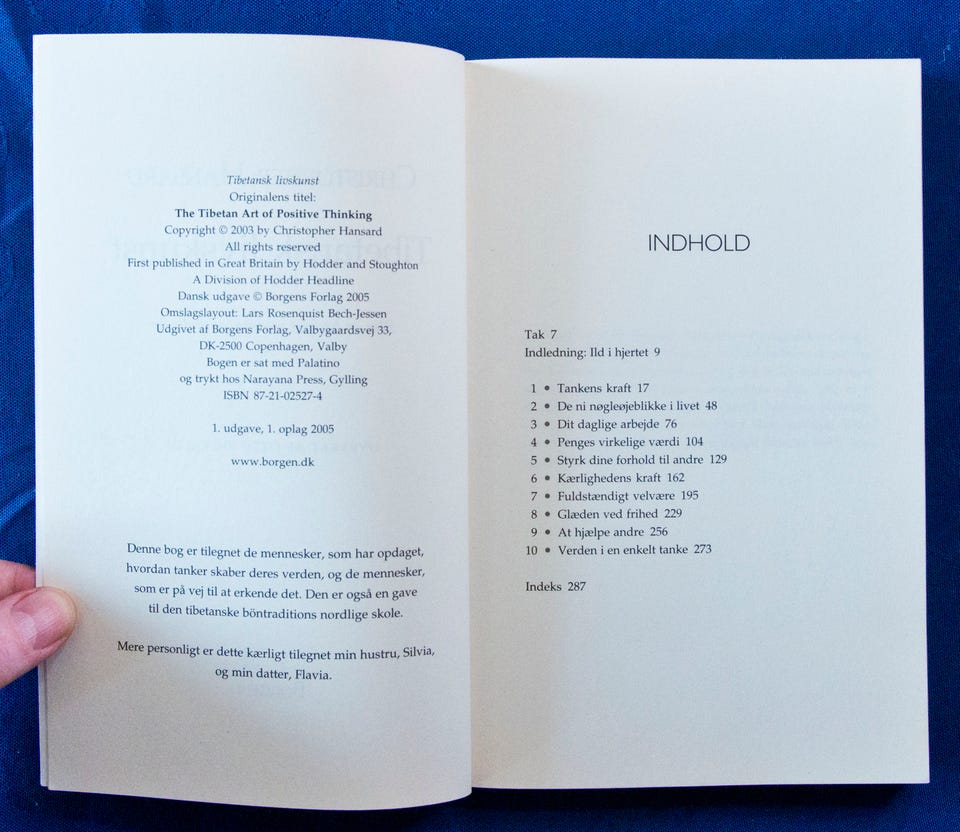 Tibetansk livskunst
Originalens titel:
The Tibetan Art of Positive Thinking
Copyright © 2003 by Christopher Hansard
All rights reserved
First published in Great Britain by Hodder and Stoughton
A Division of Hodder Headline
Dansk udgave © Borgens Forlag 2005
Omslagslayout: Lars Rosenquist Bech-Jessen
Udgivet af Borgens Forlag, Valbygaardsvej 33,
DK-2500 Copenhagen, Valby
Bogen er sat med Palatino
og trykt hos Narayana Press, Gylling
ISBN 87-21-02527-4
1. udgave, 1. oplag 2005
www.borgen.dk
Denne bog er tilegnet de mennesker, som har opdaget,
hvordan tanker skaber deres verden, og de mennesker,
som er på vej til at erkende det. Den er også en gave
til den tibetanske böntraditions nordlige skole.
Mere personligt er dette kærligt tilegnet min hustru, Silvia,
og min datter, Flavia.
INDHOLD
Tak 7
Indledning: Ild i hjertet 9
1 • Tankens kraft 17
2 • De ni nøgleøjeblikke i livet 48
3 • Dit daglige arbejde 76
4 • Penges virkelige værdi 104
5 • Styrk dine forhold til andre 129
6 • Kærlighedens kraft 162
7 • Fuldstændigt velvære 195
8 • Glæden ved frihed 229
9 • At hjælpe andre 256
10 • Verden i en enkelt tanke 273
Indeks 287